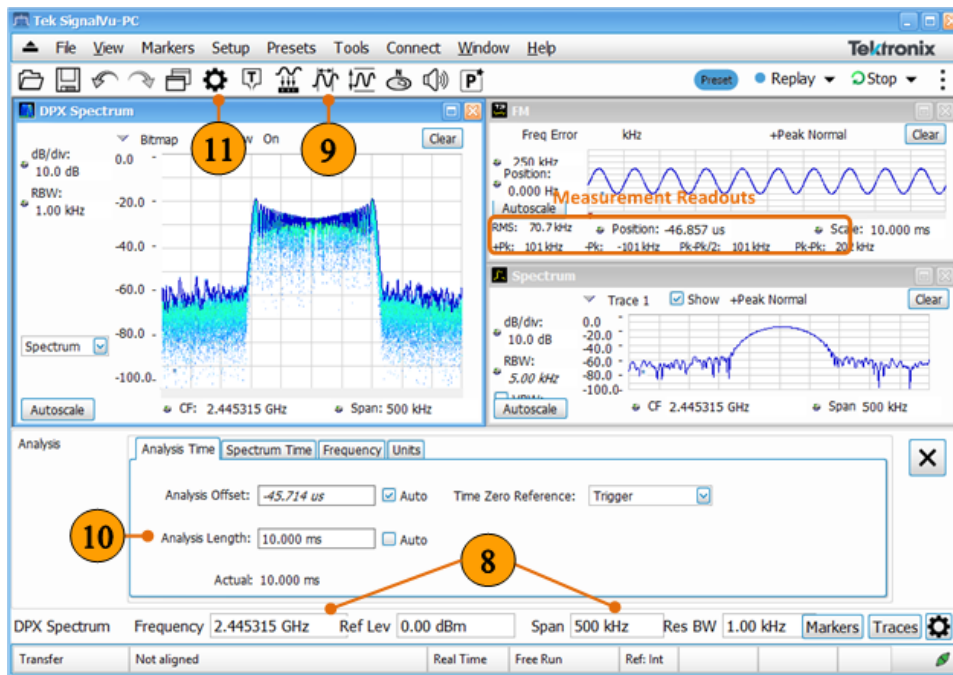 Tek SignalVu-PC
File View Markers Setup Presets Tools Connect Window Help Tektronix
Preset Replay Stop
DPX Spectrum
Bitmap w On Clear
11
9
dB/div:
10.0 dB
RBW:
1.00 kHz
0.0
-20.0
-40.0
-60.0
-80.0
-100.0
Spectrum
Autoscale CF: 2.445315 GHz Span: 500 kHz
FM
Freq Error kHz +Peak Normal Clear
250 kHz
Position:
0.000 Hz
Autoscale
Measurement Readouts
RMS: 70.7 kHz Position: -46.857 us Scale: 10.000 ms
+Pk: 101 kHz -Pk: -101 kHz Pk-Pk/2: 101 kHz Pk-Pk: 202 kHz
Spectrum
Trace 1 Show +Peak Normal Clear
dB/div:
10.0 dB
RBW:
5.00 kHz
0.0
-20.0
-40.0
-60.0
-80.0
-100.0
Autoscale CF 2.445315 GHz Span 500 kHz
Analysis
Analysis Time Spectrum Time Frequency Units
Analysis Offset: -45.714 us Auto Time Zero Reference: Trigger
10
Analysis Length: 10.000 ms Auto
8
Actual: 10.000 ms
DPX Spectrum Frequency 2.445315 GHz Ref Lev 0.00 dBm Span 500 kHz Res BW 1.00 kHz Markers Traces
Transfer Not aligned Real Time Free Run Ref: Int